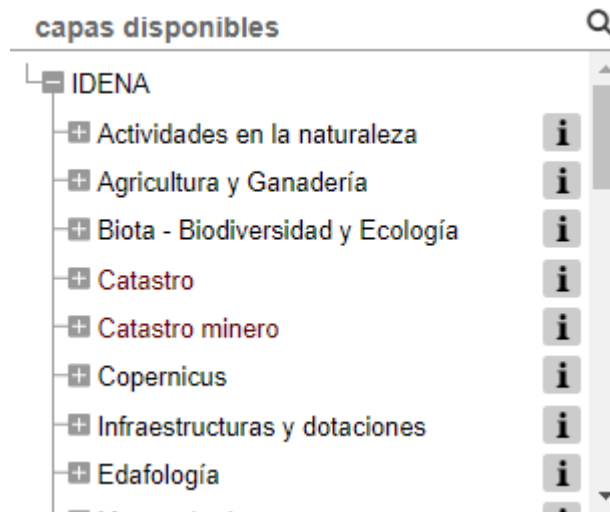 capas disponibles
IDENA
Actividades en la naturaleza i
Agricultura y Ganadería i
Biota - Biodiversidad y Ecología i
Catastro i
Catastro minero i
Copernicus i
Infraestructuras y dotaciones i
Edafología i